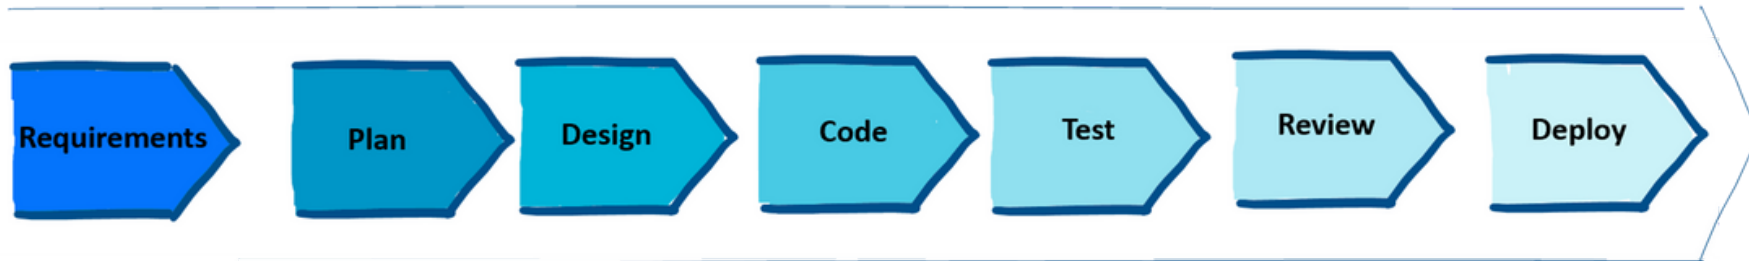 Requirements
Plan
Design
Code
Test
Review
Deploy